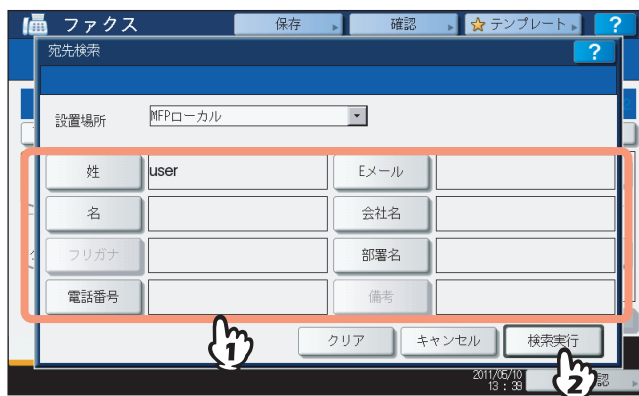 ファクス 保存 確認 テンプレート ?
宛先検索 ?
設置場所 MFPローカル
姓 user Eメール
名 会社名
フリガナ 部署名
電話番号 備考
1
クリア キャンセル 検索実行
2
2011/05/10
13 : 39 認